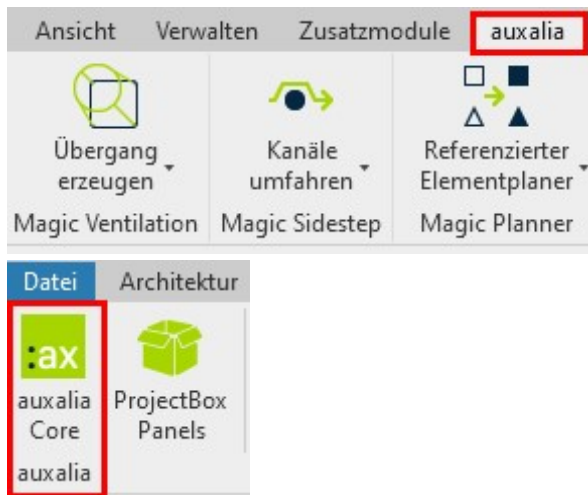 Ansicht Verwalten Zusatzmodule auxalia
Übergang erzeugen
Kanäle umfahren
Referenzierter Elementplaner
Magic Ventilation Magic Sidestep Magic Planner
Datei Architektur
:ax
auxalia Core
ProjectBox Panels
auxalia